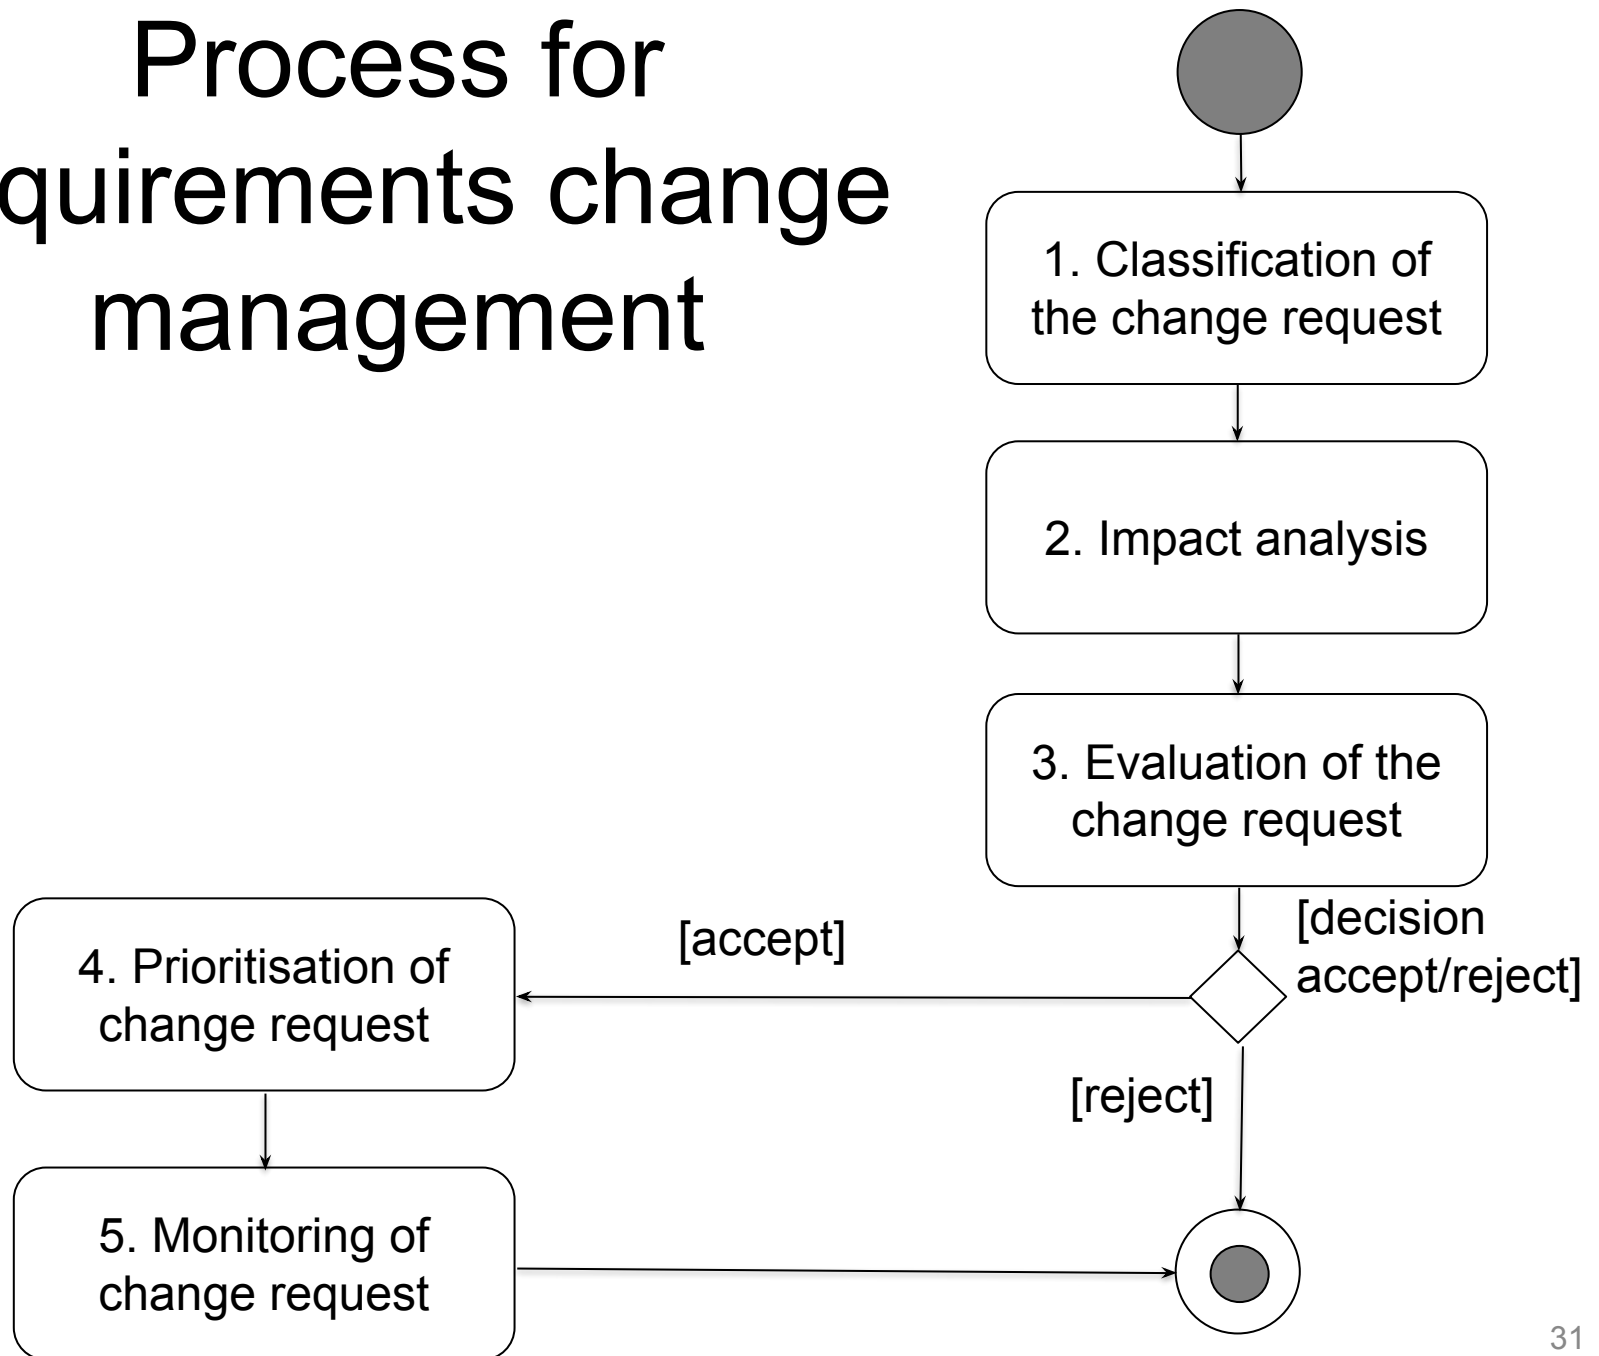 Process for
quirements change
management
1. Classification of
the change request
2. Impact analysis
3. Evaluation of the
change request
[decision
accept/reject]
[accept]
4. Prioritisation of
change request
[reject]
5. Monitoring of
change request
31